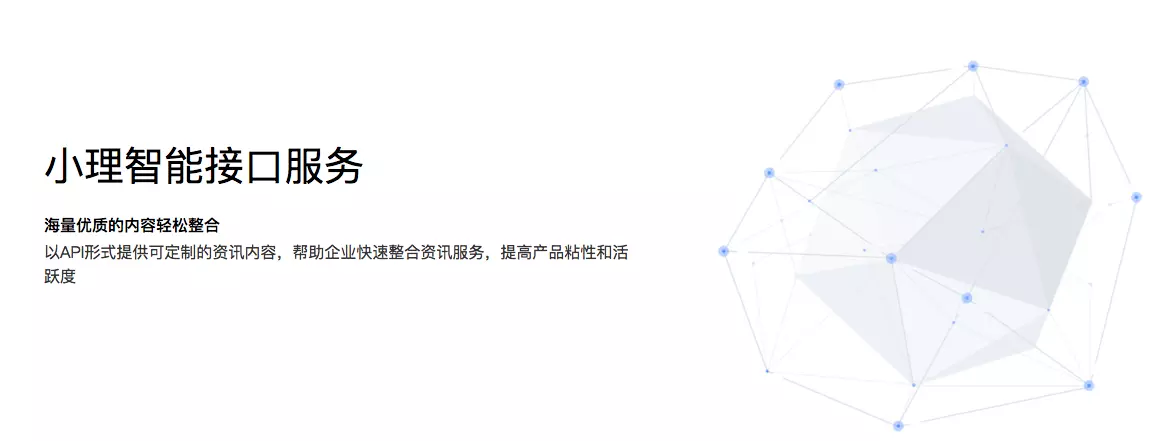 小理智能接口服务
海量优质的内容轻松整合
以API形式提供可定制的资讯内容，帮助企业快速整合资讯服务，提高产品粘性和活
跃度